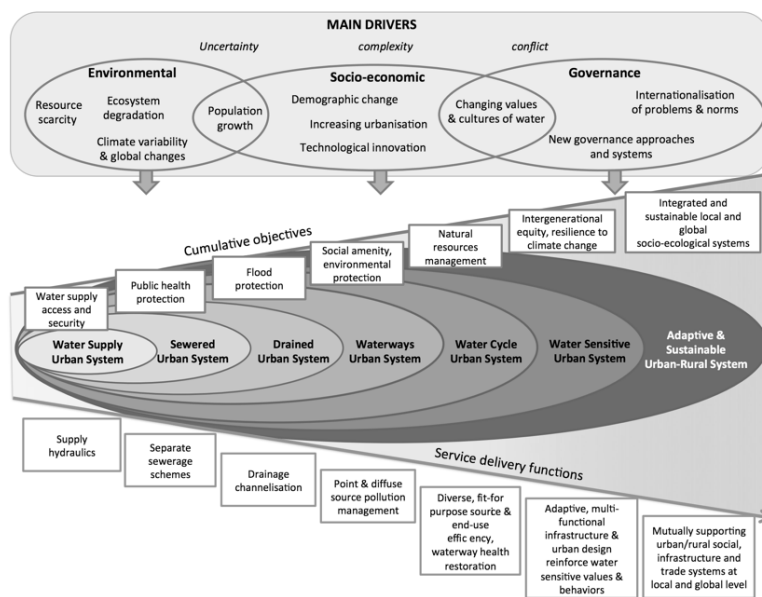 MAIN DRIVERS
Uncertainty complexity conflict
Environmental
Socio-economic
Governance
Resource
scarcity
Ecosystem
degradation
Climate variability
& global changes
Population
growth
Demographic change
Increasing urbanisation
Technological innovation
Changing values
& cultures of water
Internationalisation
of problems & norms
New governance approaches
and systems
Cumulative objectives
Water supply
access and
security
Public health
protection
Flood
protection
Social amenity,
environmental
protection
Natural
resources
management
Intergenerational
equity, resilience to
climate change
Integrated and
sustainable local and
global
socio-ecological systems
Water Supply
Urban System
Sewered
Urban System
Drained
Urban System
Waterways
Urban System
Water Cycle
Urban System
Water Sensitive
Urban System
Adaptive &
Sustainable
Urban-Rural System
Service delivery functions
Supply
hydraulics
Separate
sewerage
schemes
Drainage
channelisation
Point & diffuse
source pollution
management
Diverse, fit-for
purpose source &
end-use
effic ency,
waterway health
restoration
Adaptive, multi-
functional
infrastructure &
urban design
reinforce water
sensitive values &
behaviors
Mutually supporting
urban/rural social,
infrastructure and
trade systems at
local and global level